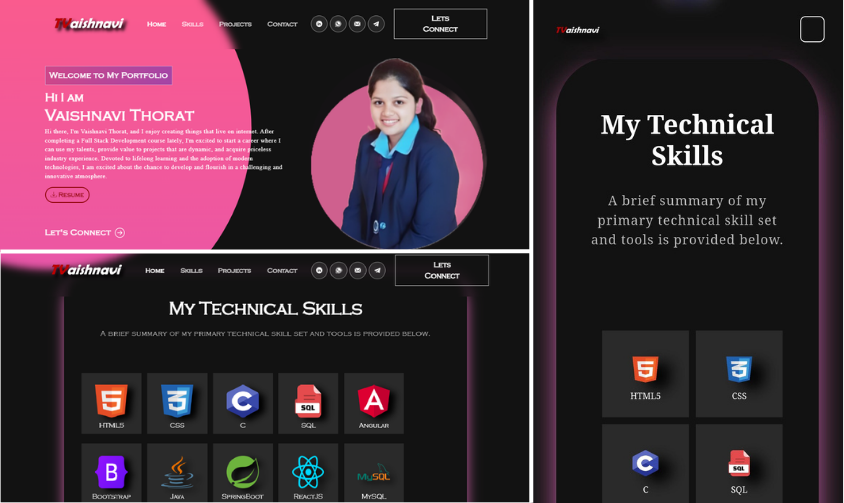 TVaishnavi
Home Skills Projects Contact
Lets
Connect
Welcome to My Portfolio
Hi I am
Vaishnavi Thorat
Hi there, I'm Vaishnavi Thorat, and I enjoy creating things that live on internet. After
completing a Full Stack Development course lately, I'm excited to start a career where I
can use my talents, provide value to projects that are dynamic, and acquire priceless
industry experience. Devoted to lifelong learning and the adoption of modern
technologies, I am excited about the chance to develop and flourish in a challenging and
innovative atmosphere.
Resume
Let's Connect
TVaishnavi
Home Skills Projects Contact
Lets
Connect
My Technical Skills
A brief summary of my primary technical skill set and tools is provided below.
HTML5 CSS C SQL Angular
Bootstrap Java SpringBoot ReactJS MySQL
TVaishnavi
My Technical
Skills
A brief summary of my
primary technical skill set
and tools is provided below.
HTML5 CSS
C SQL